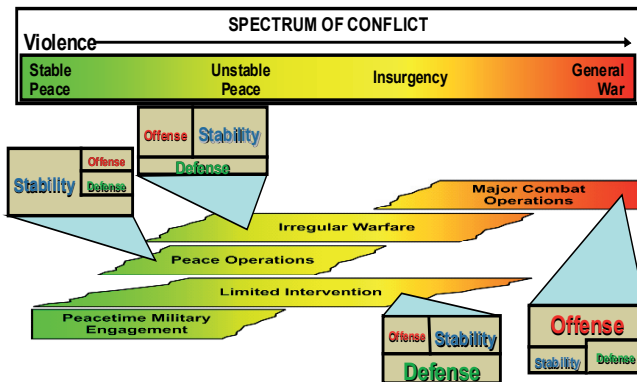 SPECTRUM OF CONFLICT
Violence
Stable Peace
Unstable Peace
Insurgency
General War
Offense
Stability
Defense
Stability
Offense
Defense
Major Combat
Operations
Irregular Warfare
Peace Operations
Limited Intervention
Peacetime Military
Engagement
Offense
Stability
Defense
Offense
Stability
Defense